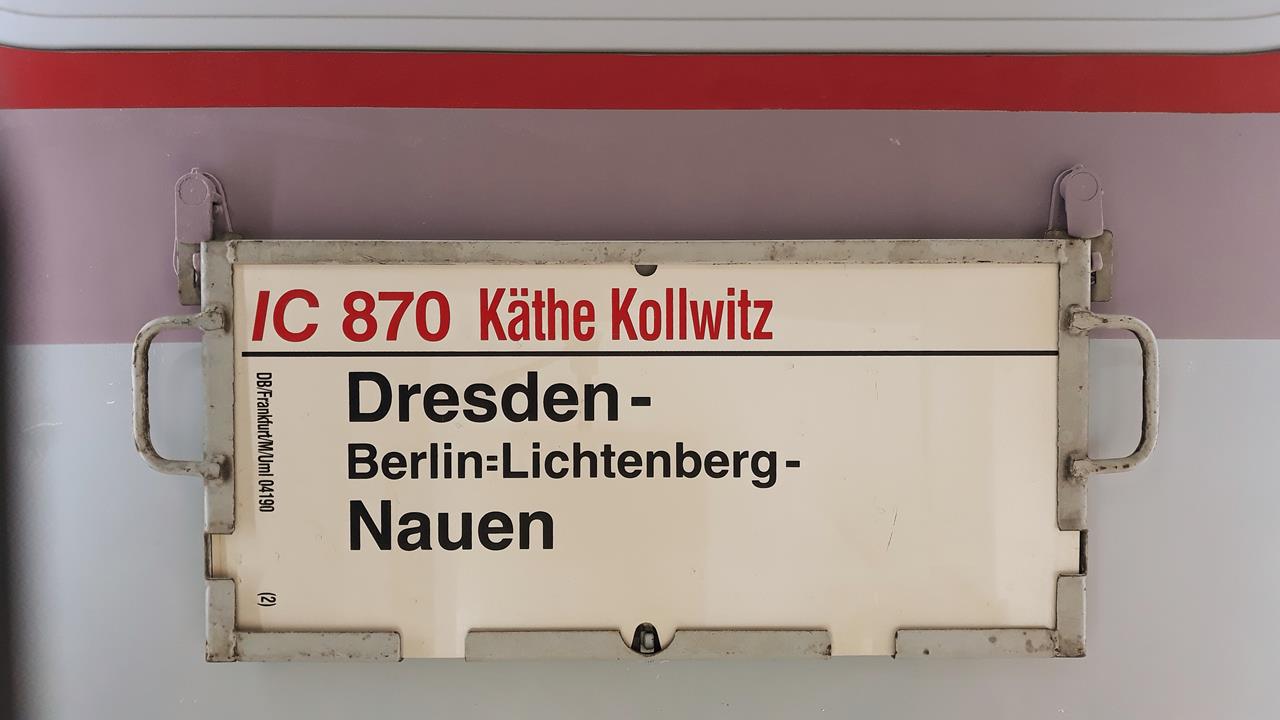 IC 870 Käthe Kollwitz
Dresden-
Berlin=Lichtenberg-
Nauen
DB/Frankfurt/M/Uml 04190
(2)